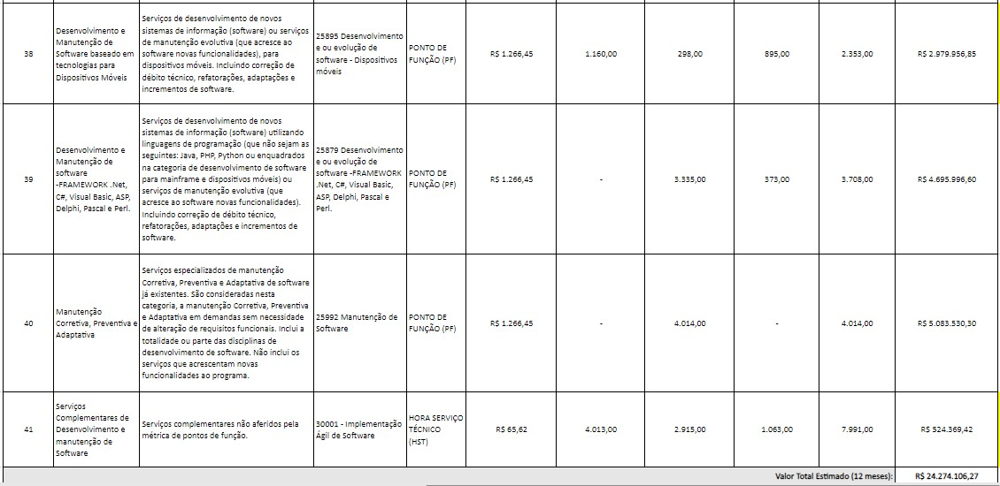 38
Desenvolvimento e
Manutenção de
Software baseado em
tecnologias para
Dispositivos Móveis
Serviços de desenvolvimento de novos
sistemas de informação (software) ou serviços
de manutenção evolutiva (que acresce ao
software novas funcionalidades), para
dispositivos móveis. Incluindo correção de
débito técnico, refatorações, adaptações e
incrementos de software.
25895 Desenvolvimento
e ou evolução de
software - Dispositivos
móveis
PONTO DE
FUNÇÃO (PF)
R$ 1.266,45
1.160,00
298,00
895,00
2.353,00
R$ 2.979.956,85
39
Desenvolvimento e
Manutenção de
software
-FRAMEWORK .Net,
C#, Visual Basic, ASP,
Delphi, Pascal e Perl.
Serviços de desenvolvimento de novos
sistemas de informação (software) utilizando
linguagens de programação (que não sejam as
seguintes: Java, PHP, Python ou enquadrados
na categoria de desenvolvimento de software
para mainframe e dispositivos móveis) ou
serviços de manutenção evolutiva (que
acresce ao software novas funcionalidades).
Incluindo correção de débito técnico,
refatorações, adaptações e incrementos de
software.
25879 Desenvolvimento
e ou evolução de
software -FRAMEWORK
.Net, C#, Visual Basic,
ASP, Delphi, Pascal e
Perl.
PONTO DE
FUNÇÃO (PF)
R$ 1.266,45
-
3.335,00
373,00
3.708,00
R$ 4.695.996,60
40
Manutenção
Corretiva, Preventiva e
Adaptativa
Serviços especializados de manutenção
Corretiva, Preventiva e Adaptativa de software
já existentes. São consideradas nesta
categoria, a manutenção Corretiva, Preventiva
e Adaptativa em demandas sem necessidade
de alteração de requisitos funcionais. Inclui a
totalidade ou parte das disciplinas de
desenvolvimento de software. Não inclui os
serviços que acrescentam novas
funcionalidades ao programa.
25992 Manutenção de
Software
PONTO DE
FUNÇÃO (PF)
R$ 1.266,45
-
4.014,00
-
4.014,00
R$ 5.083.530,30
41
Serviços
Complementares de
Desenvolvimento e
manutenção de
Software
Serviços complementares não aferidos pela
métrica de pontos de função.
30001 - Implementação
Ágil de Software
HORA SERVIÇO
TÉCNICO
(HST)
R$ 65,62
4.013,00
2.915,00
1.063,00
7.991,00
R$ 524.369,42
Valor Total Estimado (12 meses):
R$ 24.274.106,27